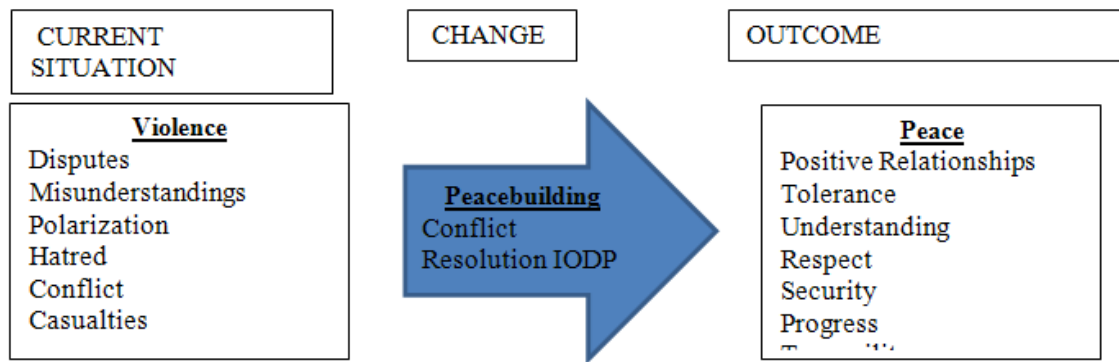 CURRENT
SITUATION
CHANGE
OUTCOME
Violence
Disputes
Misunderstandings
Polarization
Hatred
Conflict
Casualties
Peacebuilding
Conflict
Resolution IODP
Peace
Positive Relationships
Tolerance
Understanding
Respect
Security
Progress